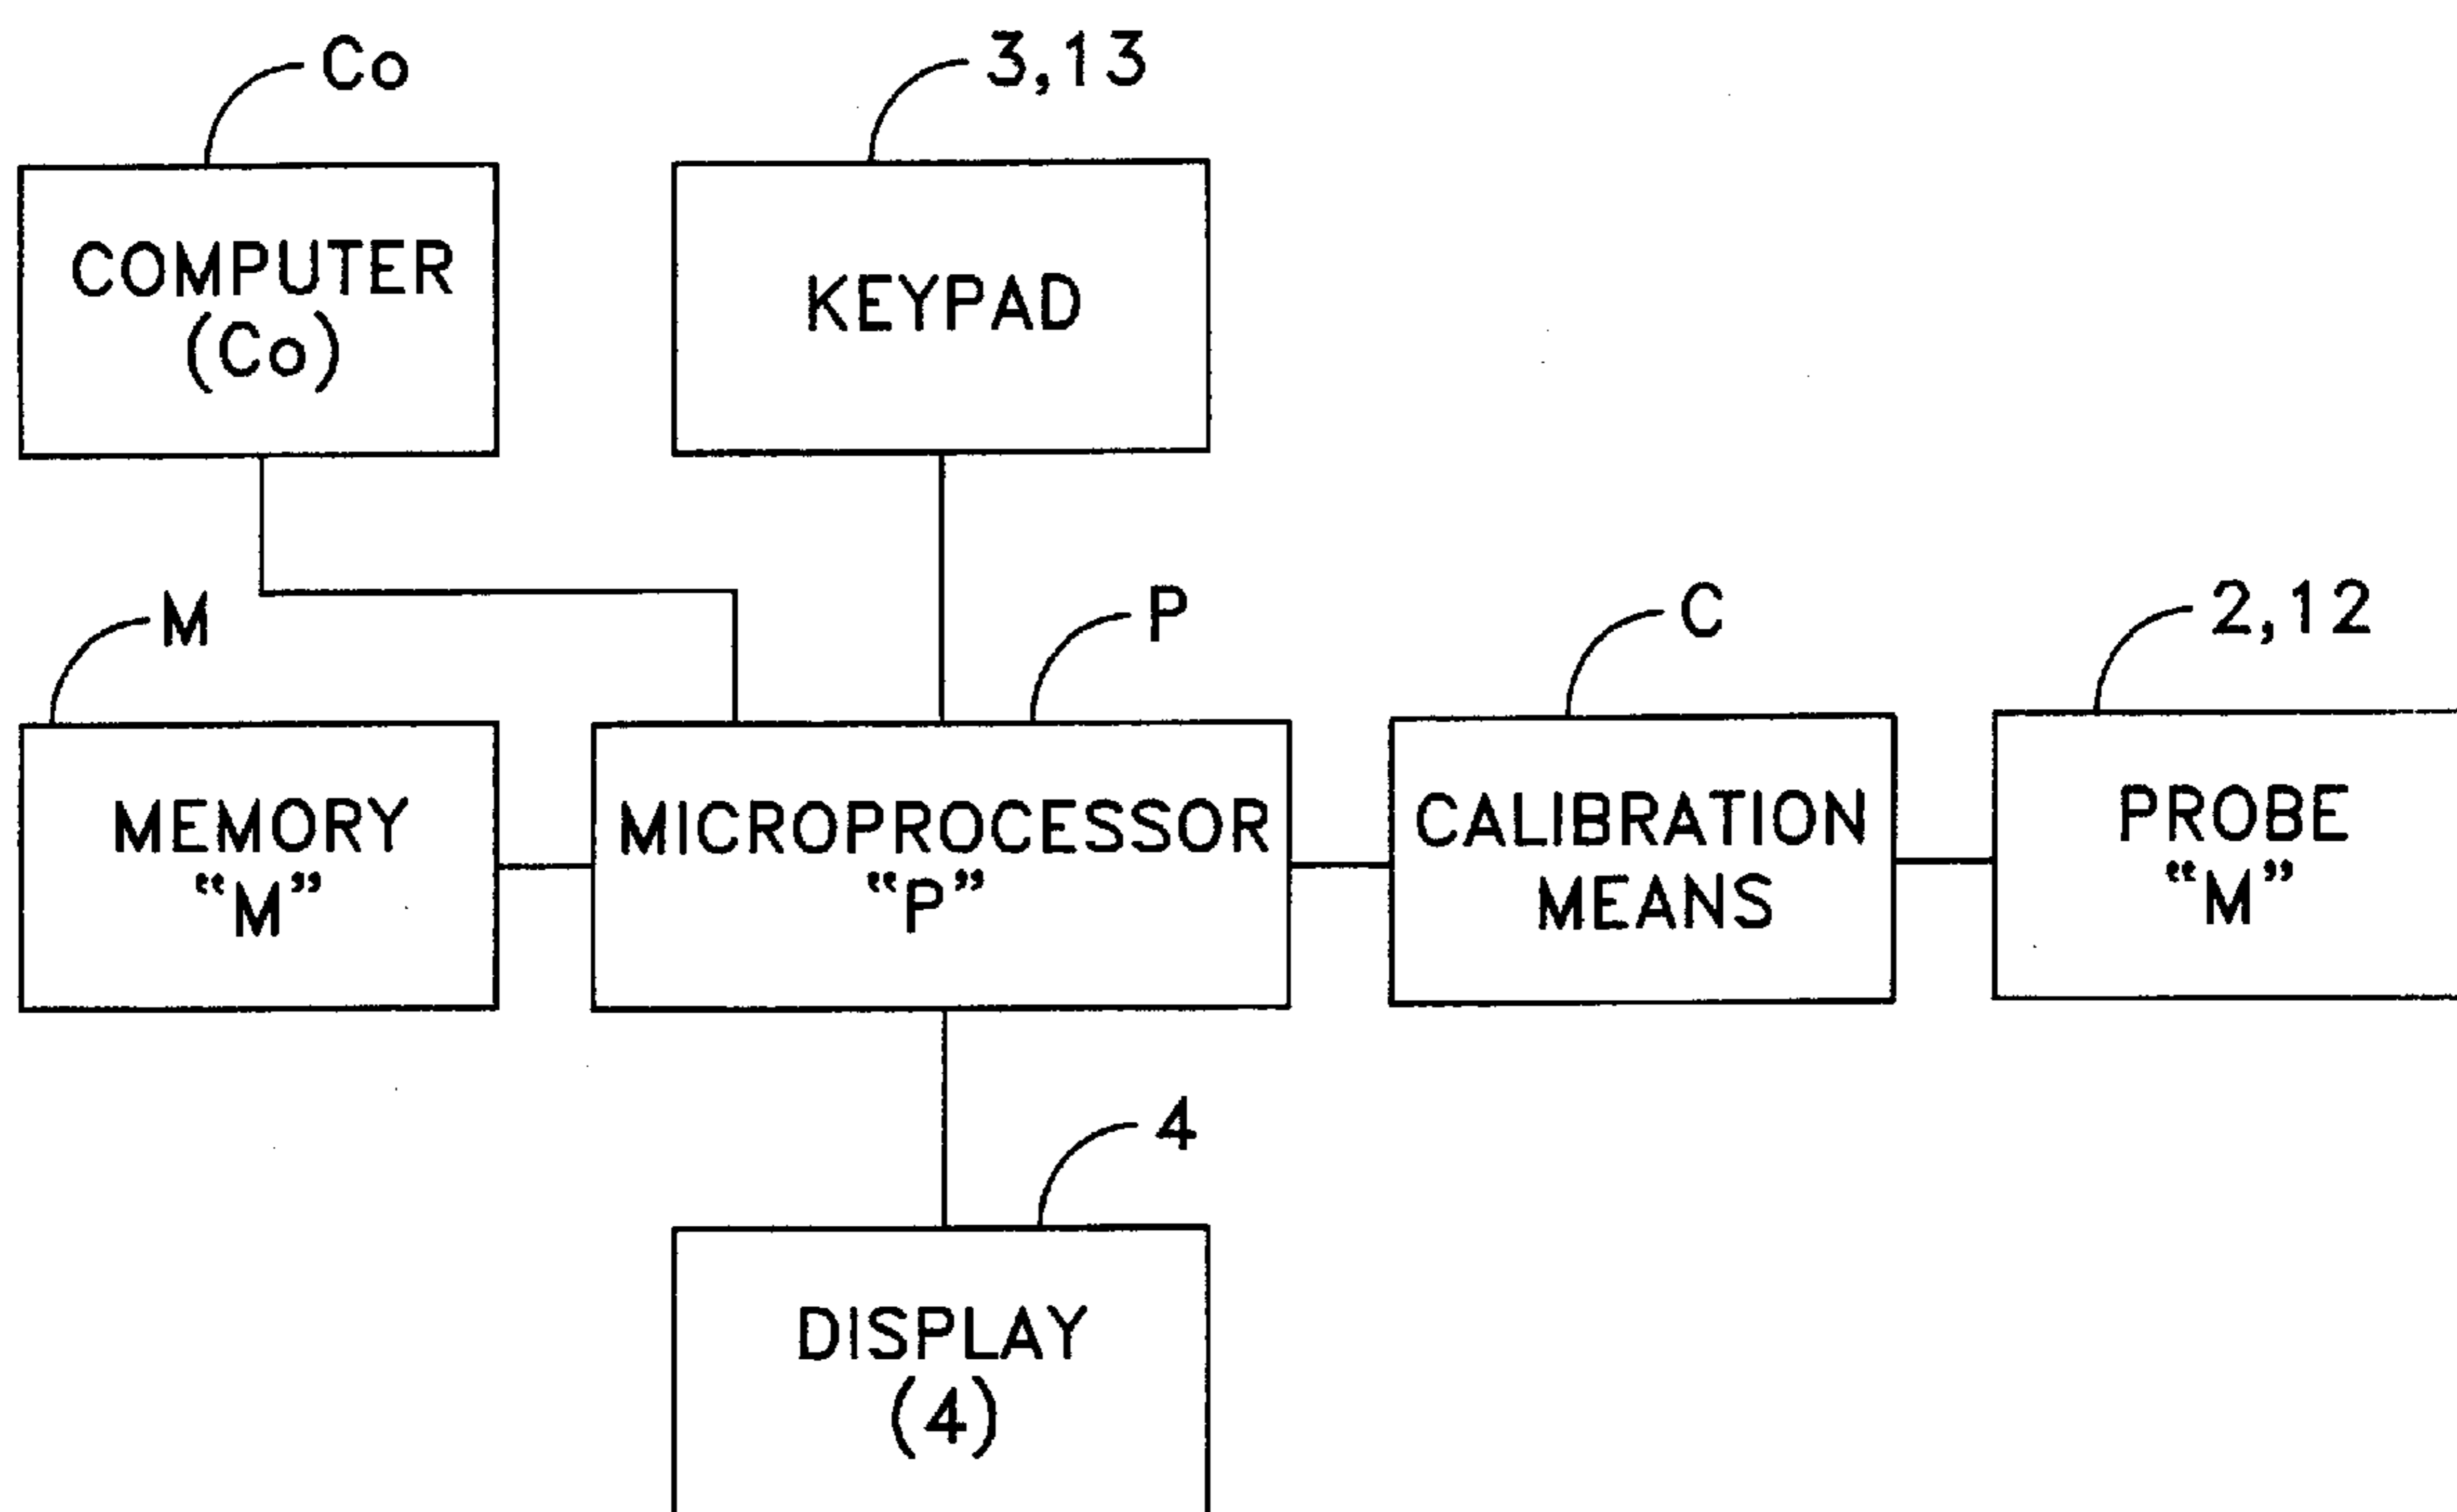 Co
3,13
COMPUTER
(Co)
KEYPAD
M
P
C
2,12
MEMORY
“M”
MICROPROCESSOR
“P”
CALIBRATION
MEANS
PROBE
“M”
4
DISPLAY
(4)